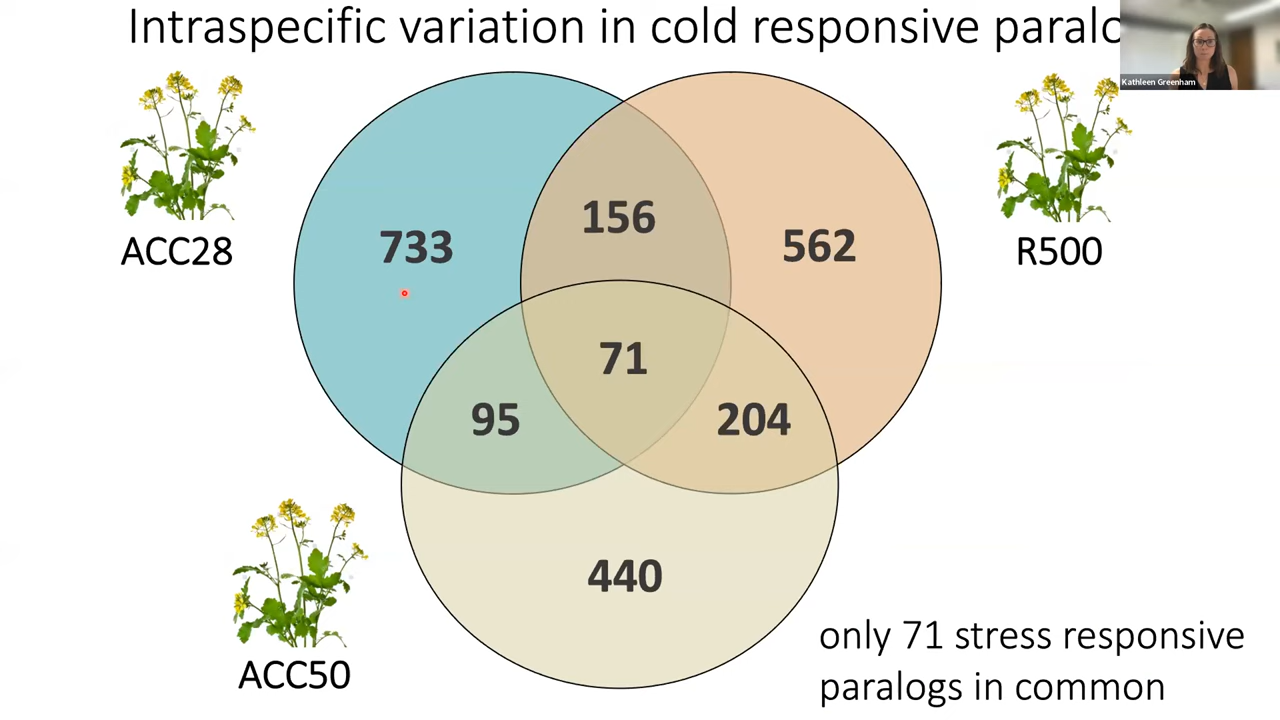 Intraspecific variation in cold responsive paralo
Kathleen Greenham
ACC28
R500
156
733
562
71
95
204
440
ACC50
only 71 stress responsive
paralogs in common